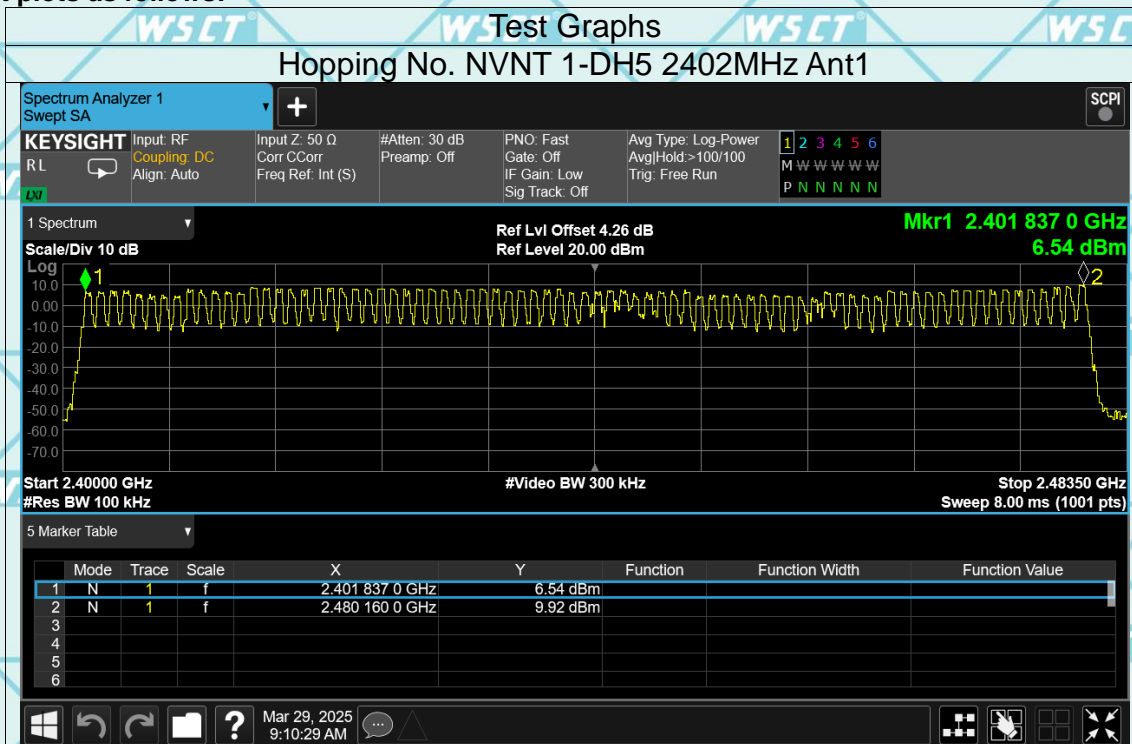 plots as follows:
WSCT WSCT WSCT WSC
Test Graphs
Hopping No. NVNT 1-DH5 2402MHz Ant1
Spectrum Analyzer 1
Swept SA
+
SCPI
KEYSIGHT Input: RF Input Z: 50 Ω #Atten: 30 dB PNO: Fast Avg Type: Log-Power 1 2 3 4 5 6
RL Coupling: DC Corr CCorr Preamp: Off Gate: Off Avg|Hold:>100/100 M W W W W W
Align: Auto Freq Ref: Int (S) IF Gain: Low Trig: Free Run
LXI Sig Track: Off P N N N N N
1 Spectrum Ref Lvl Offset 4.26 dB Mkr1 2.401 837 0 GHz
Scale/Div 10 dB Ref Level 20.00 dBm 6.54 dBm
Log
1 2
10.0
0.00
-10.0
-20.0
-30.0
-40.0
-50.0
-60.0
-70.0
Start 2.40000 GHz #Video BW 300 kHz Stop 2.48350 GHz
#Res BW 100 kHz Sweep 8.00 ms (1001 pts)
5 Marker Table
Mode Trace Scale X Y Function Function Width Function Value
1 N 1 f 2.401 837 0 GHz 6.54 dBm
2 N 1 f 2.480 160 0 GHz 9.92 dBm
3
4
5
6
? Mar 29, 2025
9:10:29 AM